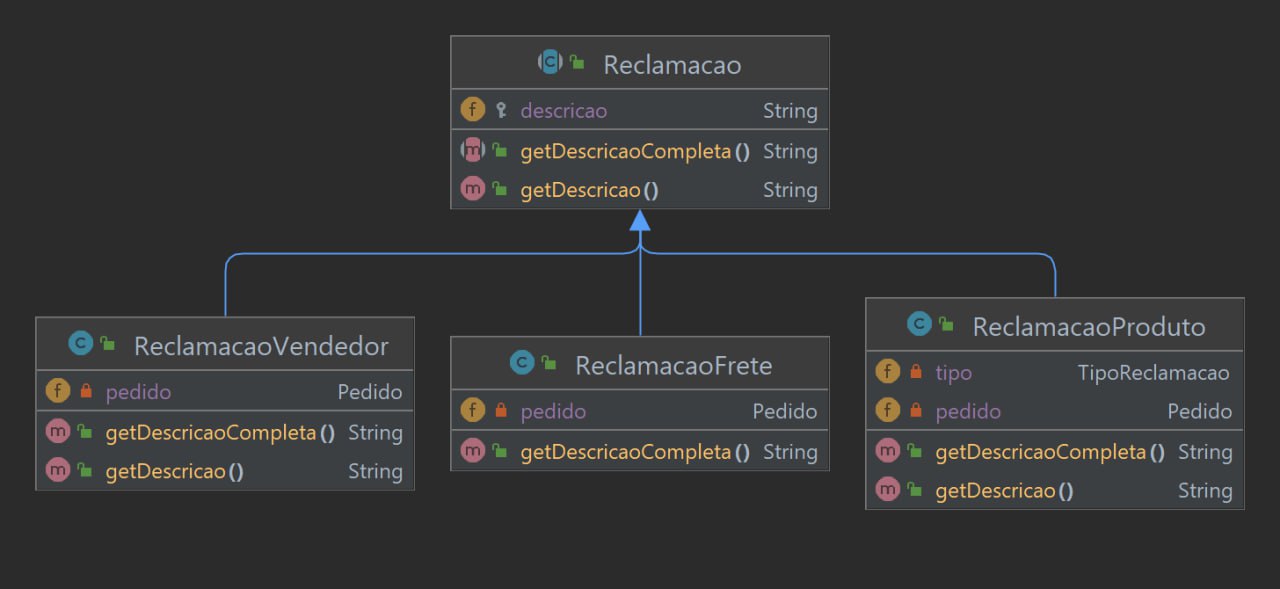 Reclamacao
descricao String
getDescricaoCompleta() String
getDescricao() String
ReclamacaoVendedor
pedido Pedido
getDescricaoCompleta() String
getDescricao() String
ReclamacaoFrete
pedido Pedido
getDescricaoCompleta() String
ReclamacaoProduto
tipo TipoReclamacao
pedido Pedido
getDescricaoCompleta() String
getDescricao() String